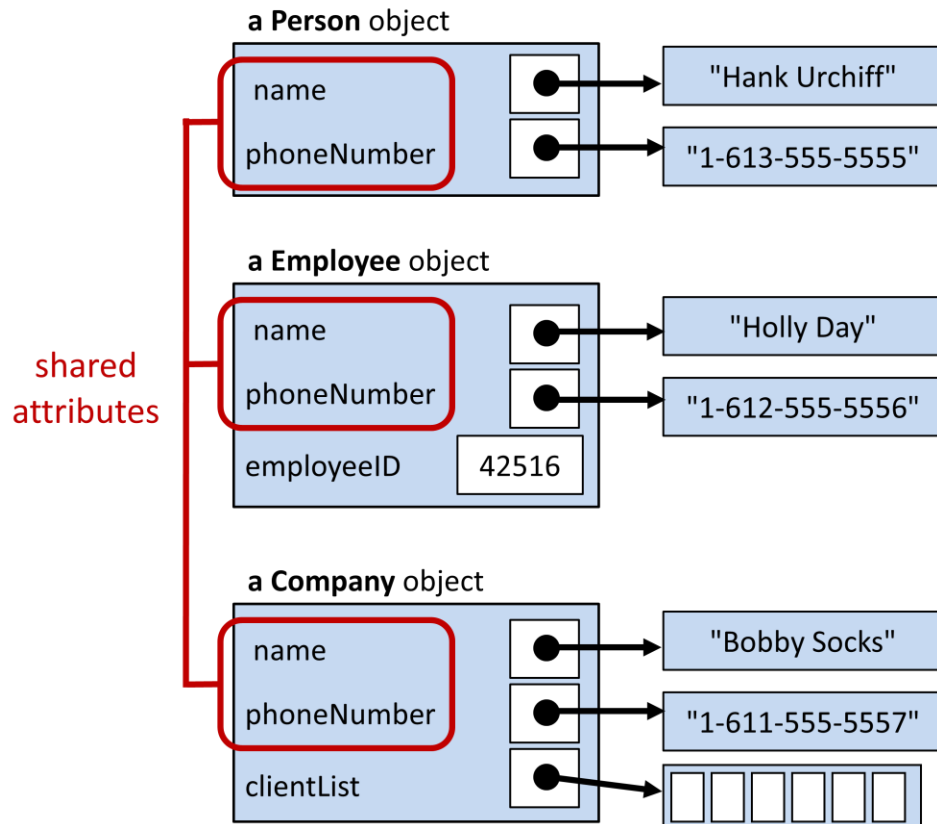 a Person object
name
"Hank Urchiff"
phoneNumber
"1-613-555-5555"
a Employee object
name
"Holly Day"
shared
attributes
phoneNumber
"1-612-555-5556"
employeeID
42516
a Company object
name
"Bobby Socks"
phoneNumber
"1-611-555-5557"
clientList